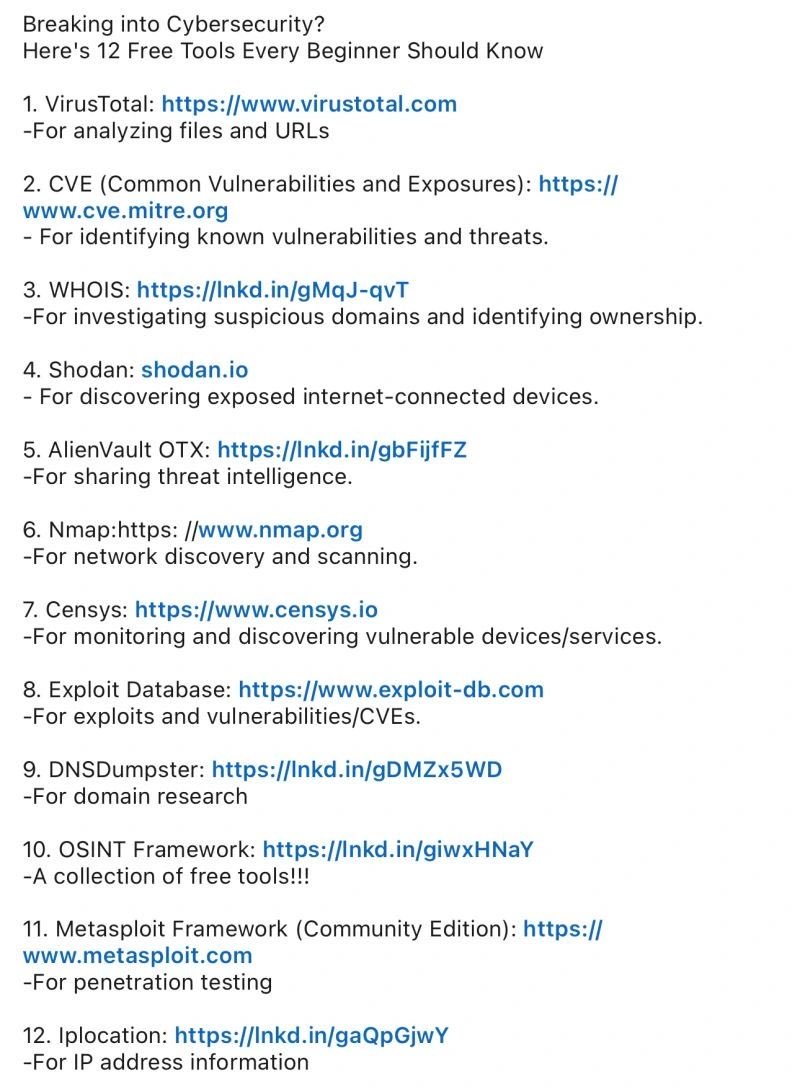 Breaking into Cybersecurity?
Here's 12 Free Tools Every Beginner Should Know
1. VirusTotal: https://www.virustotal.com
-For analyzing files and URLs
2. CVE (Common Vulnerabilities and Exposures): https://
www.cve.mitre.org
- For identifying known vulnerabilities and threats.
3. WHOIS: https://lnkd.in/gMqJ-qvT
-For investigating suspicious domains and identifying ownership.
4. Shodan: shodan.io
- For discovering exposed internet-connected devices.
5. AlienVault OTX: https://lnkd.in/gbFijfFZ
-For sharing threat intelligence.
6. Nmap:https: //www.nmap.org
-For network discovery and scanning.
7. Censys: https://www.censys.io
-For monitoring and discovering vulnerable devices/services.
8. Exploit Database: https://www.exploit-db.com
-For exploits and vulnerabilities/CVEs.
9. DNSDumpster: https://lnkd.in/gDMZx5WD
-For domain research
10. OSINT Framework: https://lnkd.in/giwxHNaY
-A collection of free tools!!!
11. Metasploit Framework (Community Edition): https://
www.metasploit.com
-For penetration testing
12. Iplocation: https://lnkd.in/gaQpGjwY
-For IP address information